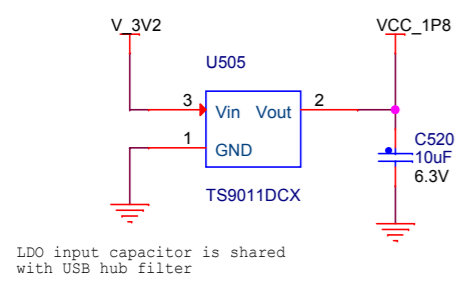 V_3V2
VCC_1P8
U505
3
Vin
Vout
2
1
GND
C520
10uF
6.3V
TS9011DCX
LDO input capacitor is shared
with USB hub filter